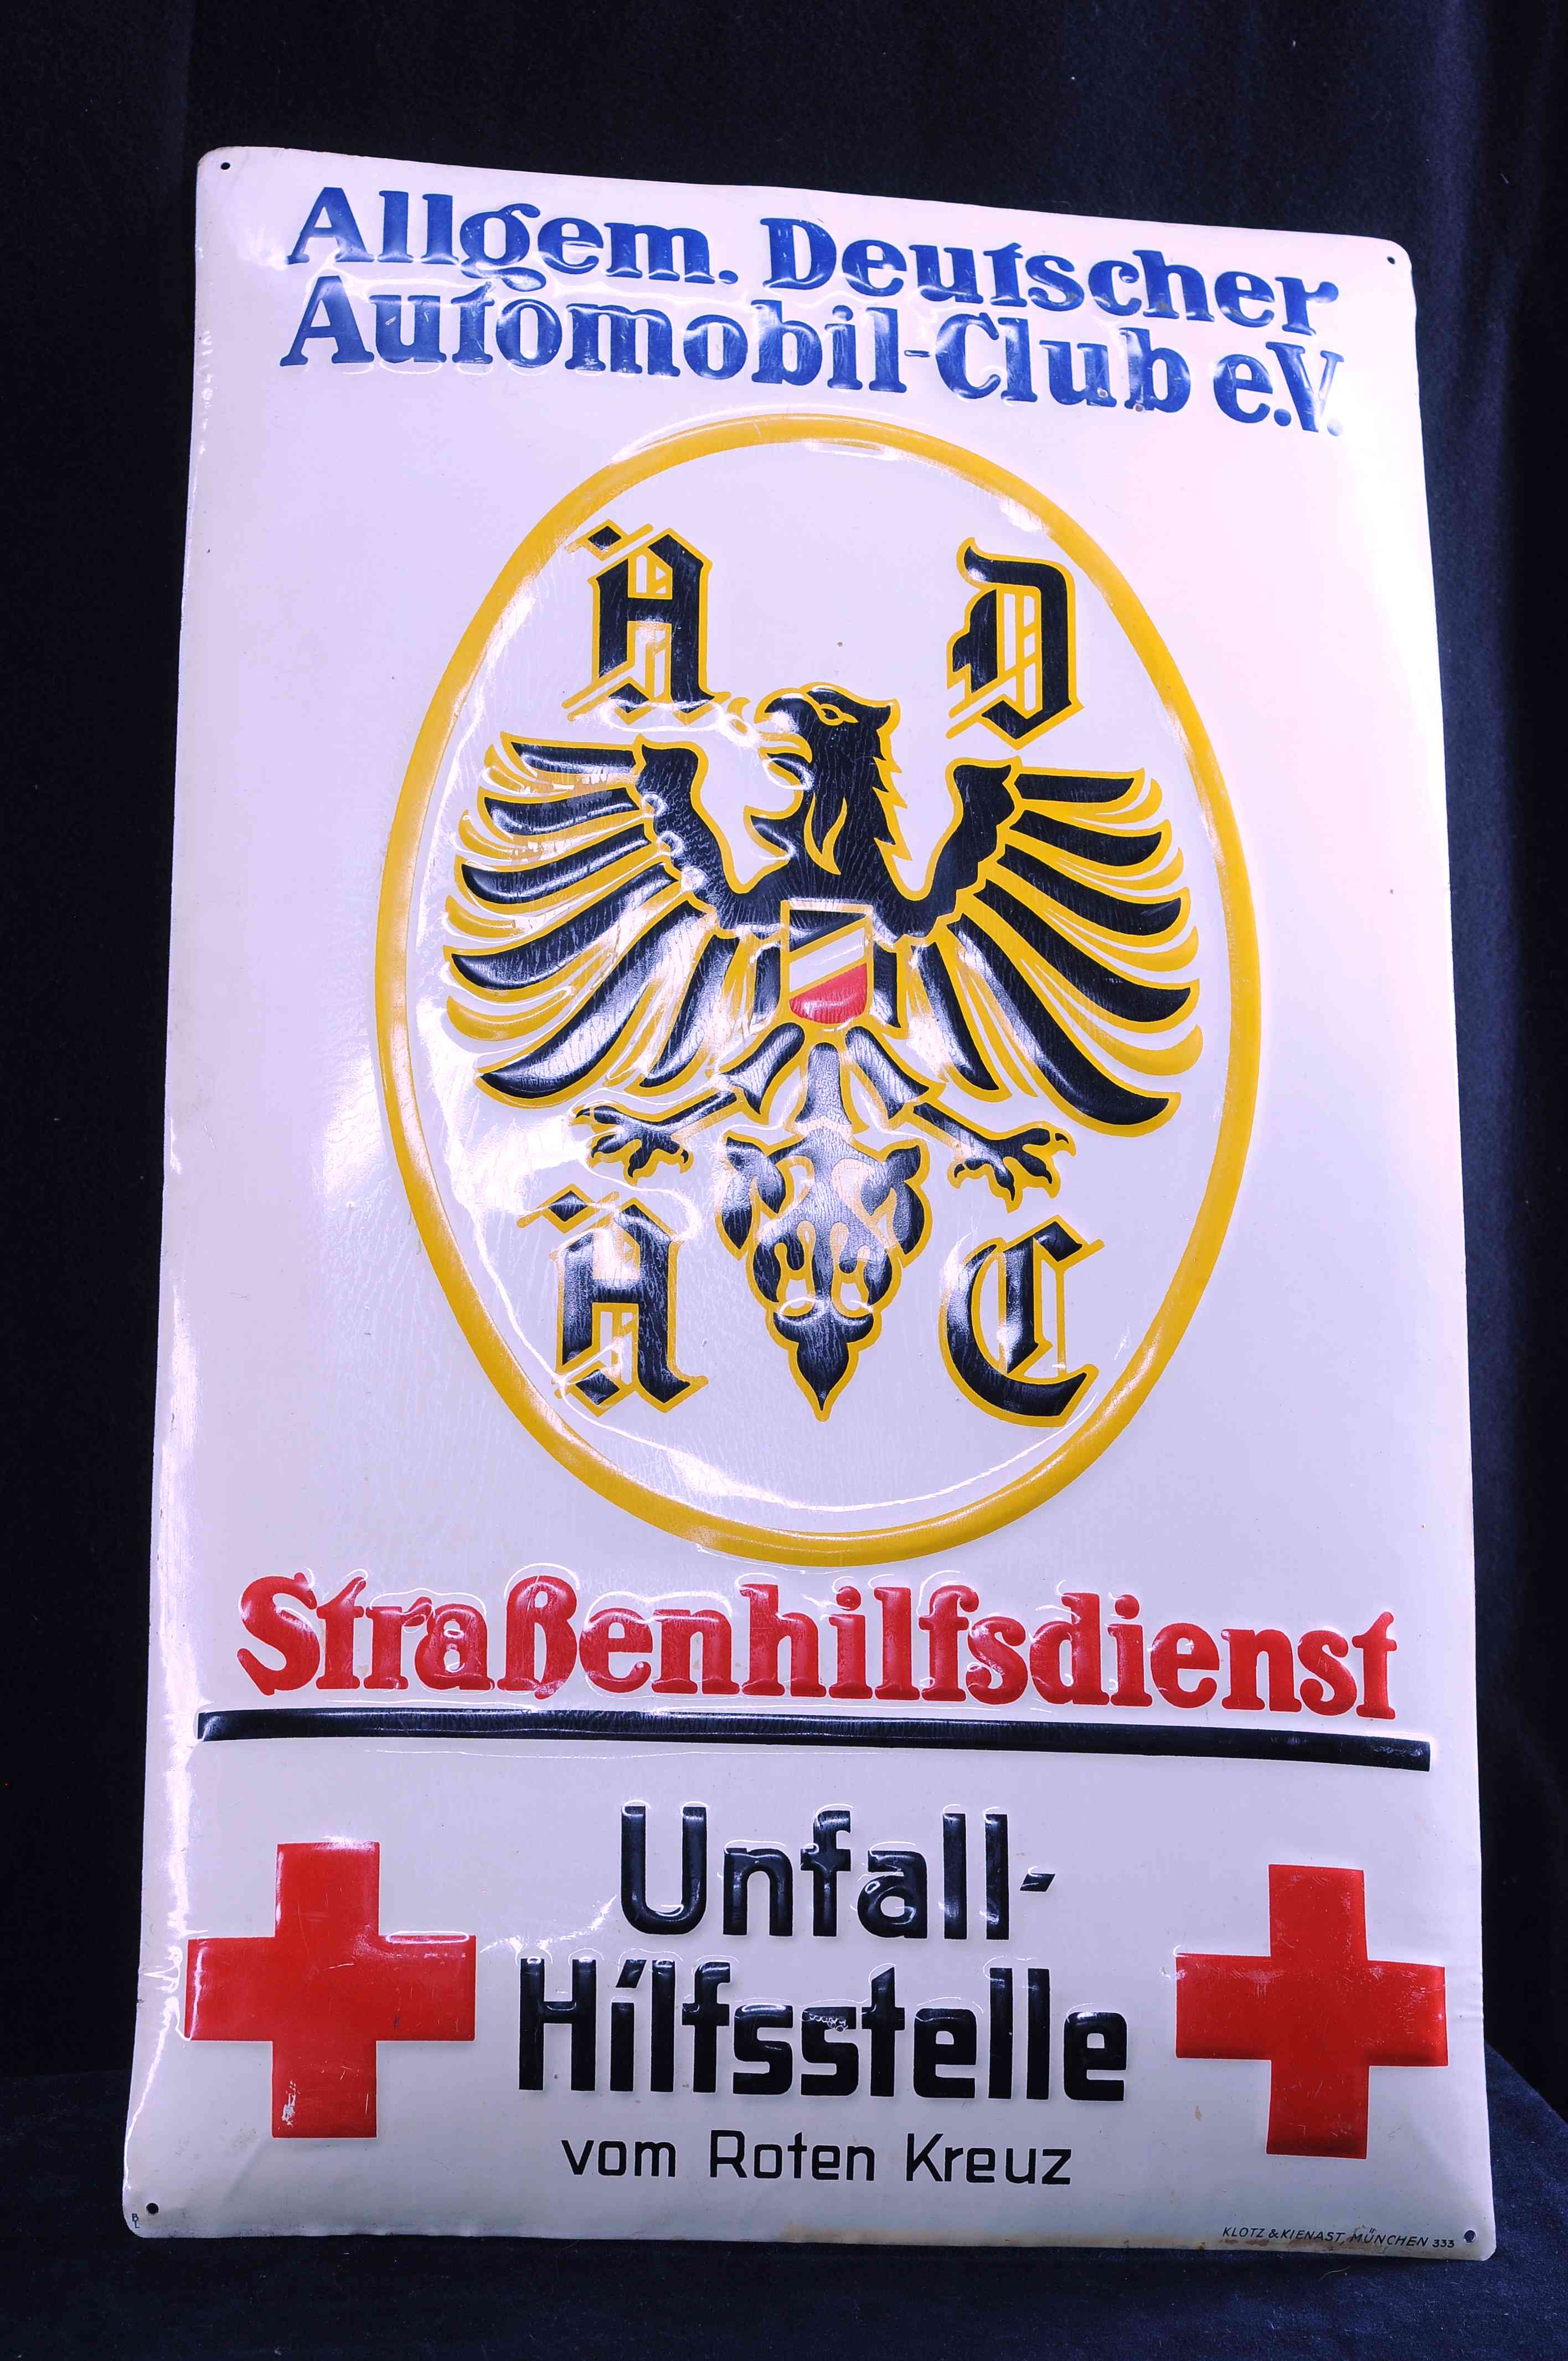 Allgem. Deutscher
Automobil-Club e.V.
A D
A C
Straßenhilfsdienst
Unfall-
Hilfsstelle
vom Roten Kreuz
KLOTZ & KIENAST, MÜNCHEN 333